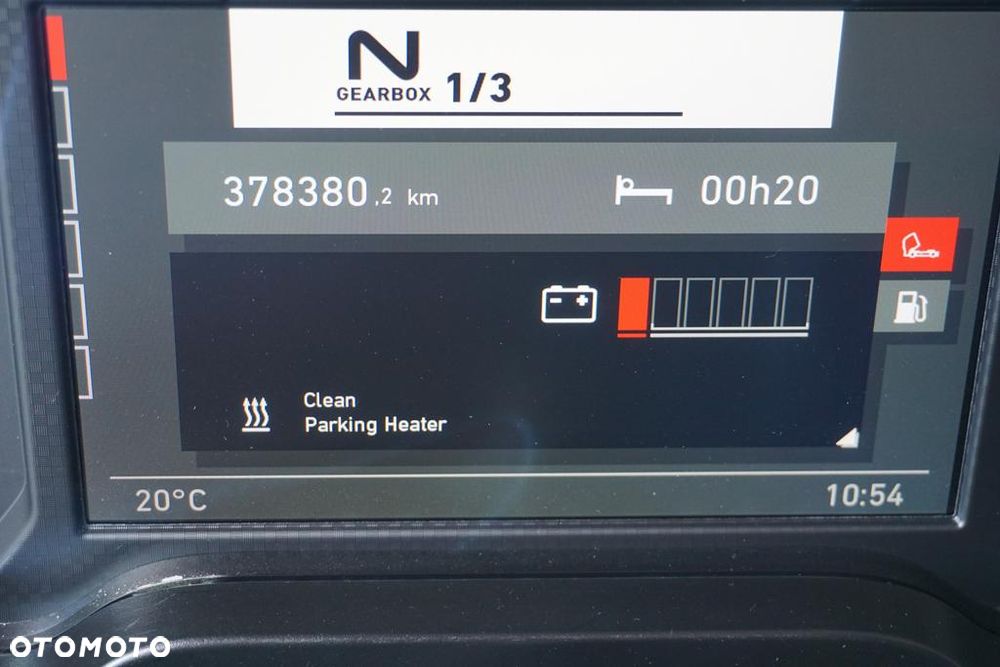 N
GEARBOX 1/3
378380,2 km 00h20
Clean
Parking Heater
20°C 10:54
OTOMOTO